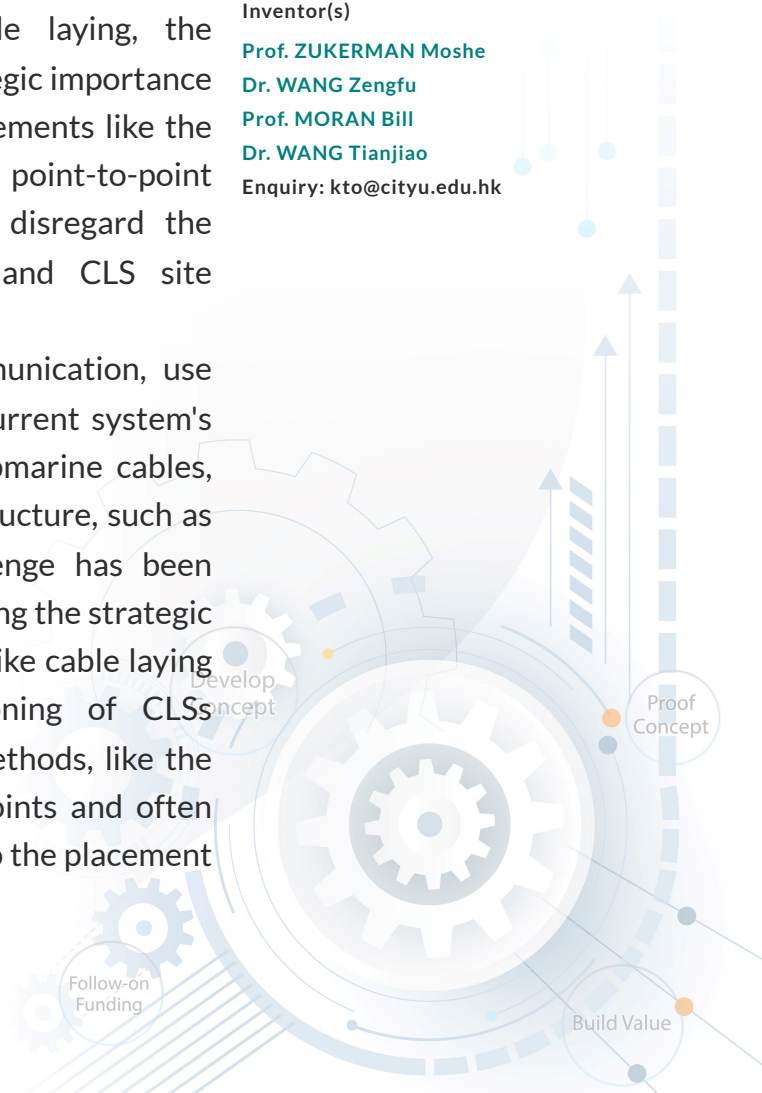 le laying, the
egic importance
ements like the
point-to-point
disregard the
and CLS site
munication, use
urrent system's
bmarine cables,
ucture, such as
enge has been
ng the strategic
ike cable laying
oning of CLSs
ethods, like the
oints and often
o the placement
Inventor(s)
Prof. ZUKERMAN Moshe
Dr. WANG Zengfu
Prof. MORAN Bill
Dr. WANG Tianjiao
Enquiry: kto@cityu.edu.hk
Develop
Concept
Proof
Concept
Follow-on
Funding
Build Value